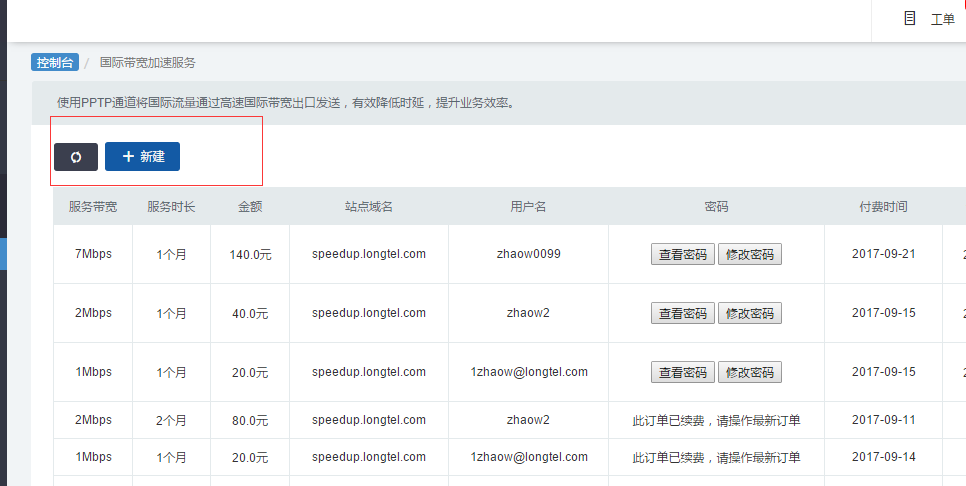 工单
控制台 / 国际带宽加速服务
使用PPTP通道将国际流量通过高速国际带宽出口发送，有效降低时延，提升业务效率。
新建
服务带宽 服务时长 金额 站点域名 用户名 密码 付费时间
7Mbps 1个月 140.0元 speedup.longtel.com zhaow0099 查看密码 修改密码 2017-09-21
2Mbps 1个月 40.0元 speedup.longtel.com zhaow2 查看密码 修改密码 2017-09-15
1Mbps 1个月 20.0元 speedup.longtel.com 1zhaow@longtel.com 查看密码 修改密码 2017-09-15
2Mbps 2个月 80.0元 speedup.longtel.com zhaow2 此订单已续费，请操作最新订单 2017-09-11
1Mbps 1个月 20.0元 speedup.longtel.com 1zhaow@longtel.com 此订单已续费，请操作最新订单 2017-09-14